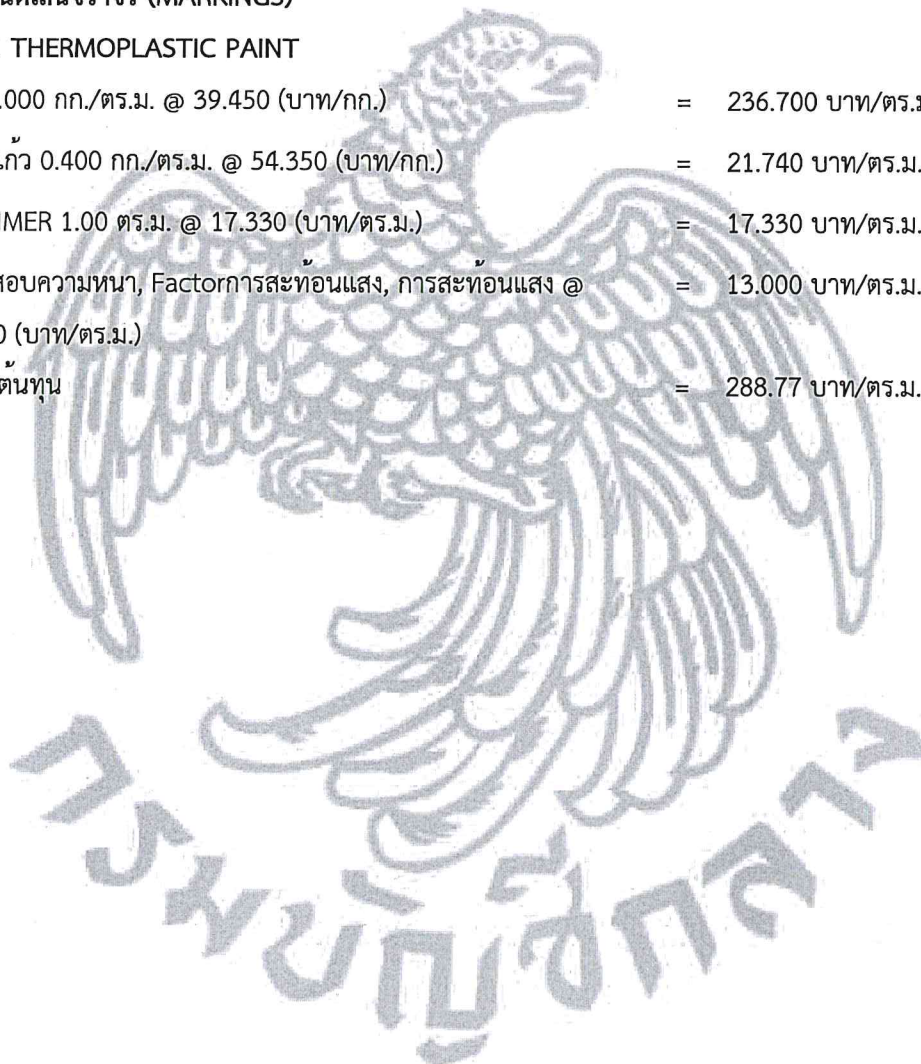 (MARKINGS)
THERMOPLASTIC PAINT
.000 กก./ตร.ม. @ 39.450 (บาท/กก.) = 236.700 บาท/ตร.ม
แก้ว 0.400 กก./ตร.ม. @ 54.350 (บาท/กก.) = 21.740 บาท/ตร.ม.
IMER 1.00 ตร.ม. @ 17.330 (บาท/ตร.ม.) = 17.330 บาท/ตร.ม.
สอบความหนา, Factorการสะท้อนแสง, การสะท้อนแสง @ = 13.000 บาท/ตร.ม.
0 (บาท/ตร.ม.)
ต้นทุน = 288.77 บาท/ตร.ม.
กรมบัญชีกลาง